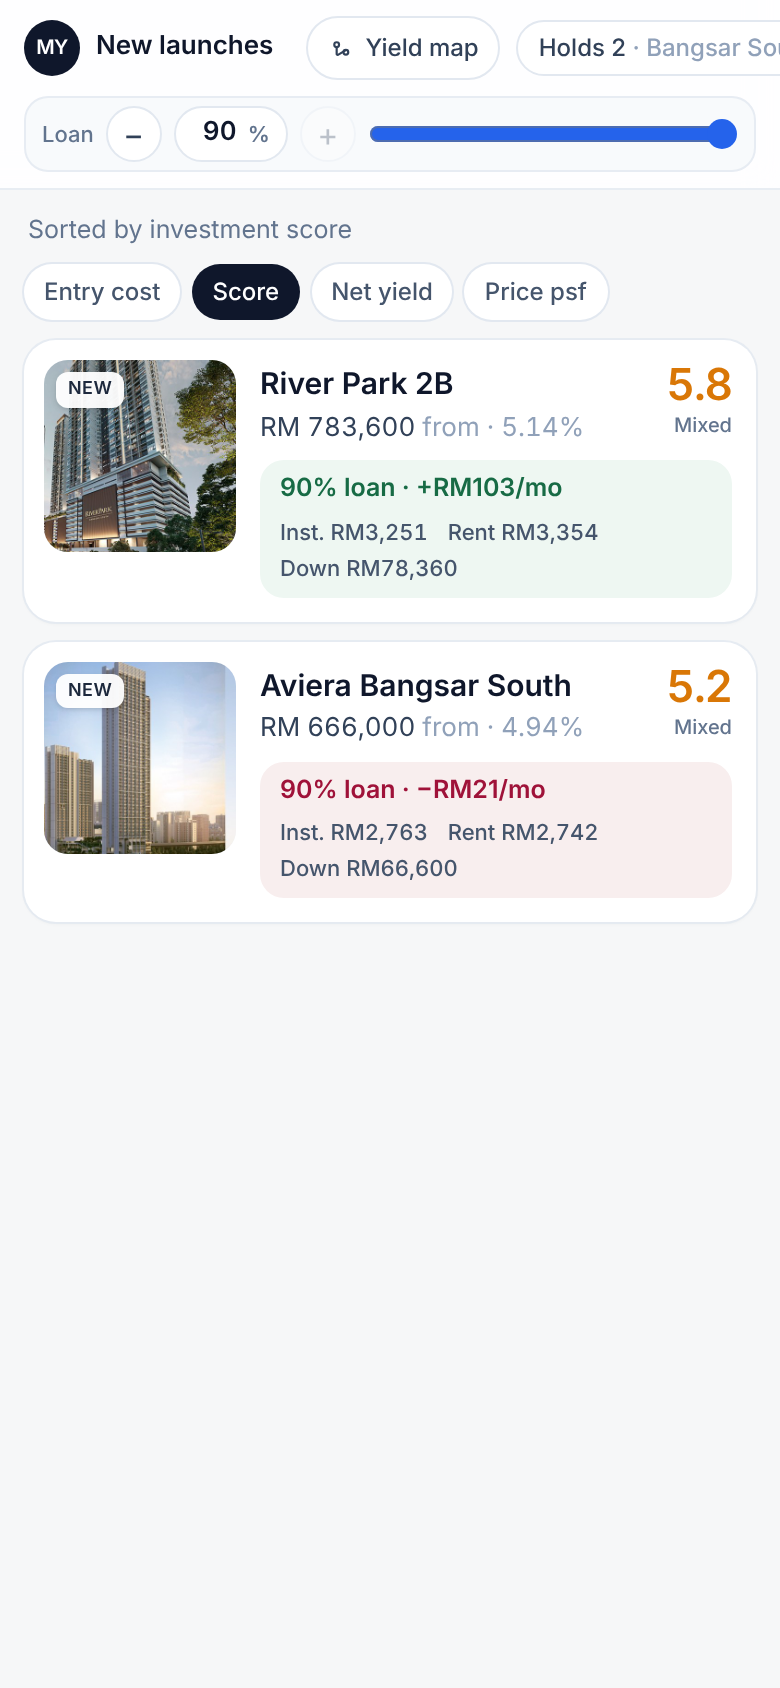 MY New launches Yield map Holds 2 · Bangsar Sou
Loan − 90 % +
Sorted by investment score
Entry cost Score Net yield Price psf
NEW
RIVER PARK
River Park 2B
5.8
RM 783,600 from · 5.14%
Mixed
90% loan · +RM103/mo
Inst. RM3,251 Rent RM3,354
Down RM78,360
NEW
Aviera Bangsar South
5.2
RM 666,000 from · 4.94%
Mixed
90% loan · −RM21/mo
Inst. RM2,763 Rent RM2,742
Down RM66,600